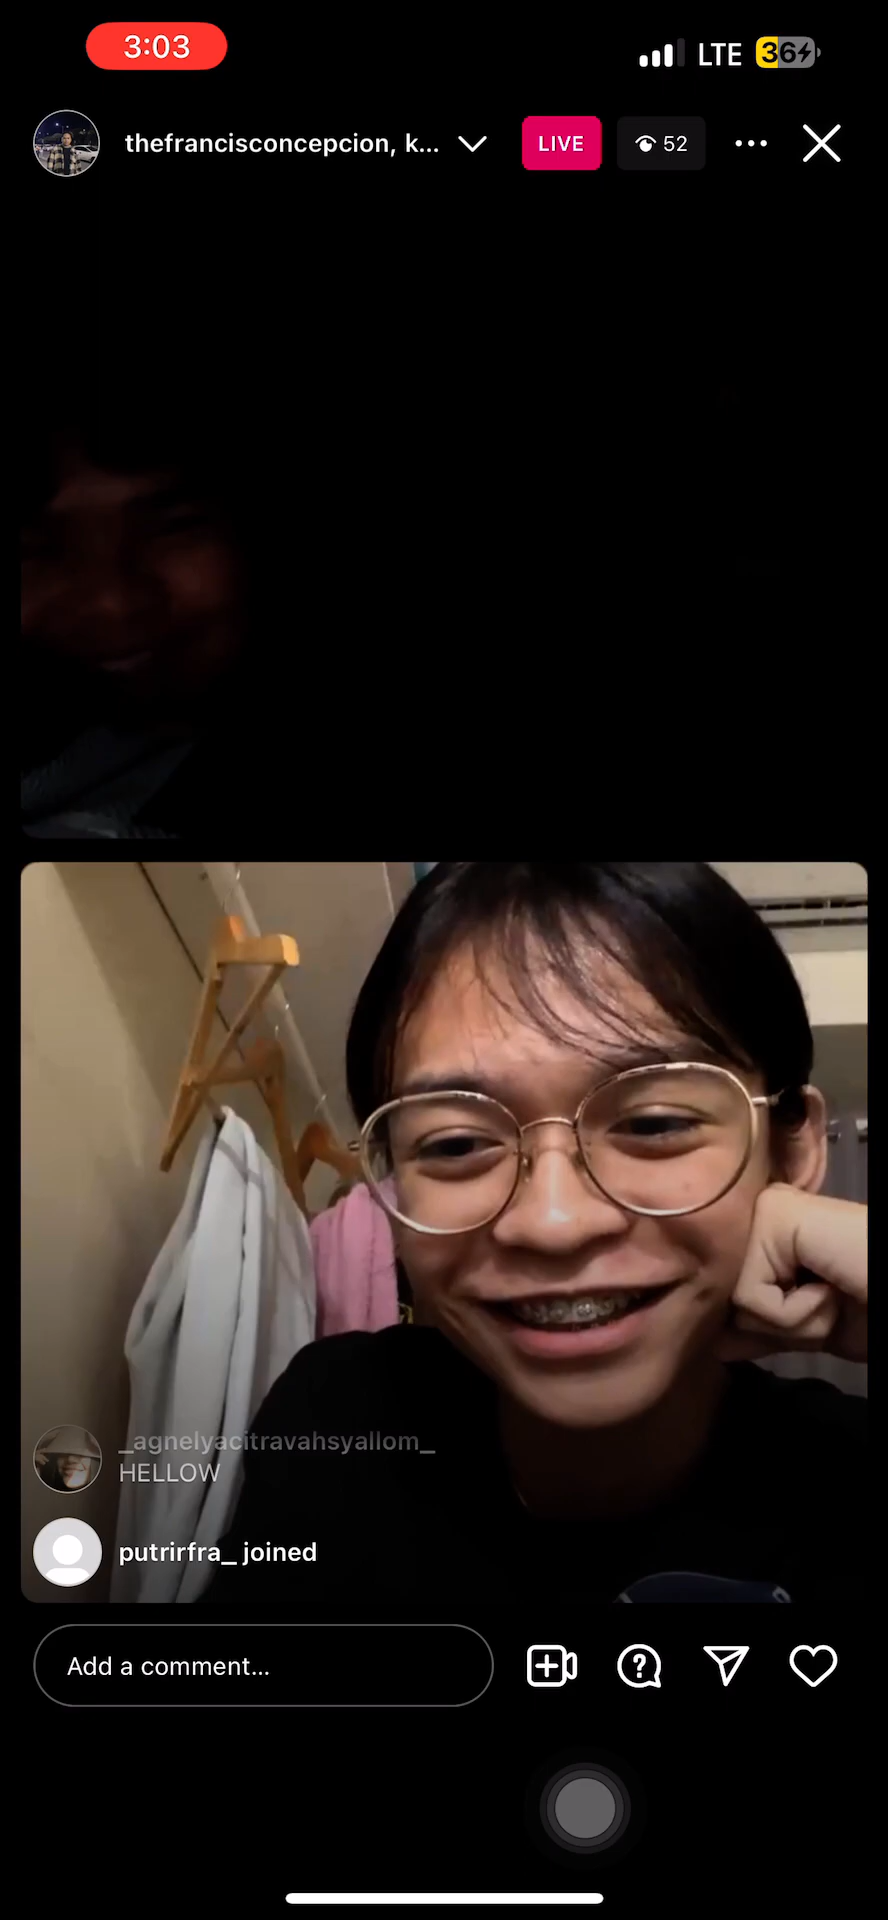 3:03
LTE
36
thefrancisconcepcion, k...
LIVE
52
_agnelyacitravahsyallom_
HELLOW
putrirfra_ joined
Add a comment...